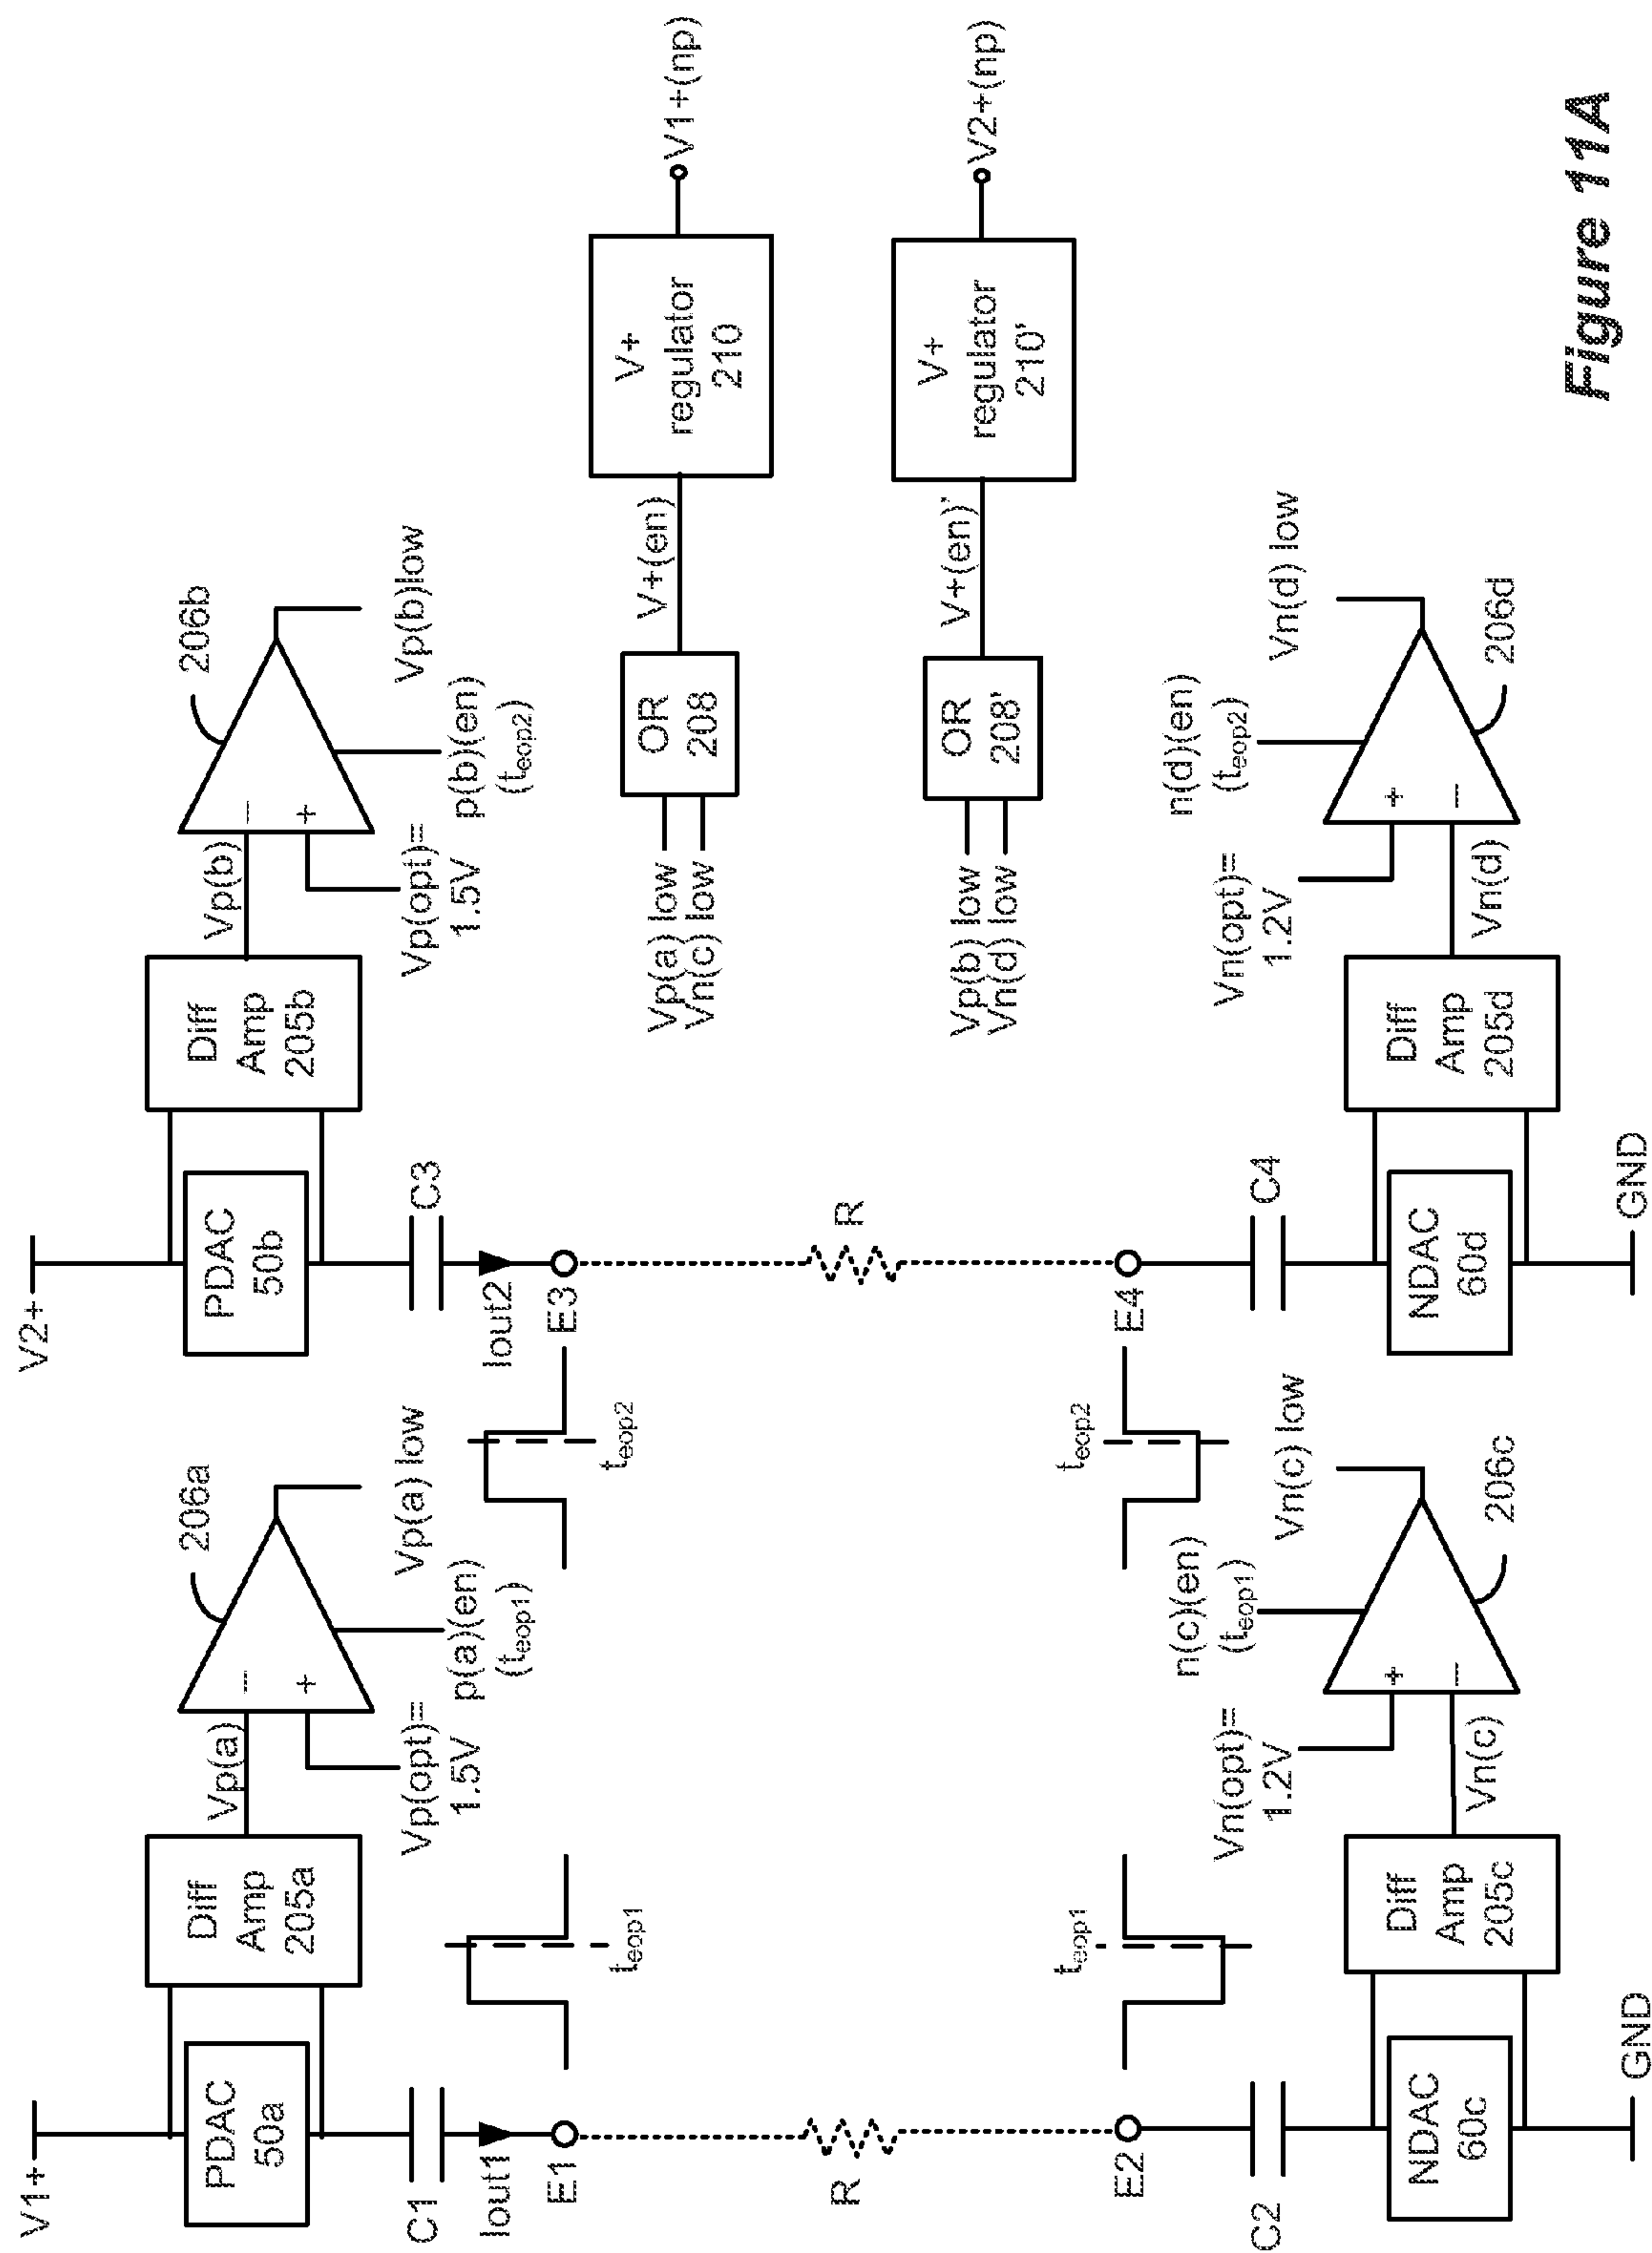 V1+
PDAC
50a
Diff
Amp
205a
Vp(a)
206a
Vp(opt)=
1.5V
p(a)(en)
(teop1)
Vp(a) low
C1
Iout1
E1
teop1
R
teop1
E2
C2
NDAC
60c
GND
Diff
Amp
205c
Vn(c)
Vn(opt)=
1.2V
n(c)(en)
(teop1)
Vn(c) low
206c
V2+
PDAC
50b
Diff
Amp
205b
Vp(b)
206b
Vp(opt)=
1.5V
p(b)(en)
(teop2)
Vp(b)low
C3
Iout2
E3
teop2
R
teop2
E4
C4
NDAC
60d
GND
Diff
Amp
205d
Vn(d)
Vn(opt)=
1.2V
n(d)(en)
(teop2)
Vn(d) low
206d
Vp(a) low
Vn(c) low
OR
208
V+(en)
V+
regulator
210
V1+(np)
Vp(b) low
Vn(d) low
OR
208'
V+(en)'
V+
regulator
210'
V2+(np)
+
−
+
−
+
−
+
−
Figure 11A